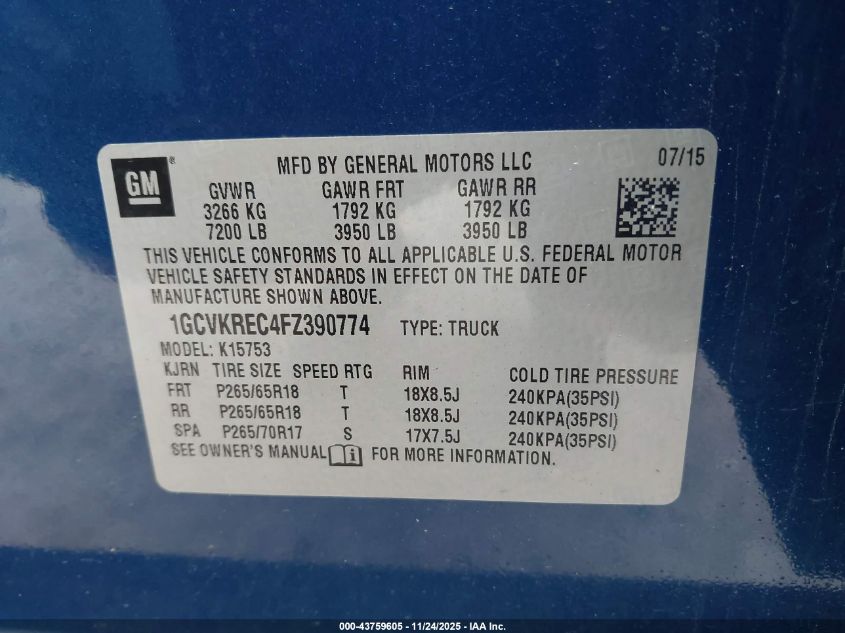 GM®
MFD BY GENERAL MOTORS LLC 07/15
GVWR GAWR FRT GAWR RR
3266 KG 1792 KG 1792 KG
7200 LB 3950 LB 3950 LB
THIS VEHICLE CONFORMS TO ALL APPLICABLE U.S. FEDERAL MOTOR
VEHICLE SAFETY STANDARDS IN EFFECT ON THE DATE OF
MANUFACTURE SHOWN ABOVE.
1GCVKREC4FZ390774 TYPE: TRUCK
MODEL: K15753
KJRN TIRE SIZE SPEED RTG RIM COLD TIRE PRESSURE
FRT P265/65R18 T 18X8.5J 240KPA(35PSI)
RR P265/65R18 T 18X8.5J 240KPA(35PSI)
SPA P265/70R17 S 17X7.5J 240KPA(35PSI)
SEE OWNER'S MANUAL FOR MORE INFORMATION.
000-43759605 - 11/24/2025 - IAA Inc.